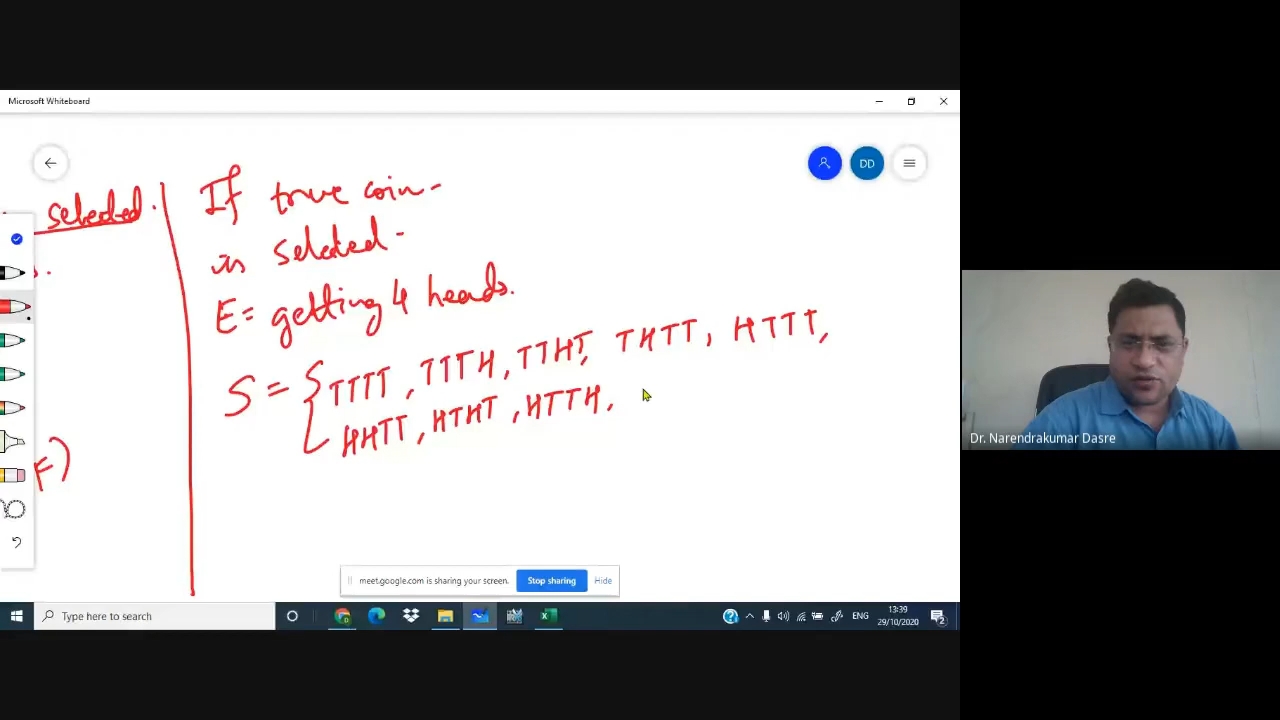 Microsoft Whiteboard
DD
selected.
If true coin-
is selected-
E= getting 4 heads.
S = { TTTT, TTTH, TTHT, THTT, HTTT,
HHTT, HTHT, HTTH,
F)
Dr. Narendrakumar Dasre
meet.google.com is sharing your screen. Stop sharing Hide
Type here to search
ENG
13:39
29/10/2020
2